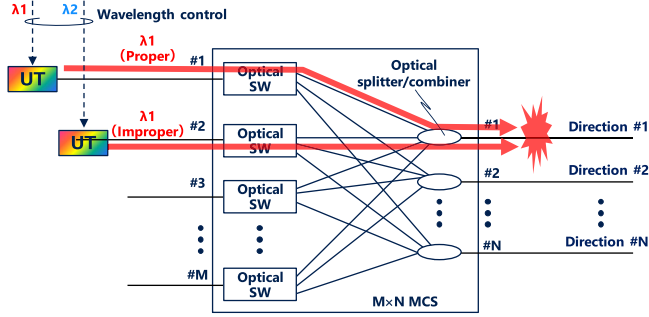 λ1
λ2
Wavelength control
λ1
(Proper)
#1
Optical
SW
Optical
splitter/combiner
UT
λ1
(Improper)
#2
Optical
SW
#1
Direction #1
UT
#3
Optical
SW
#2
Direction #2
#M
Optical
SW
#N
Direction #N
M×N MCS